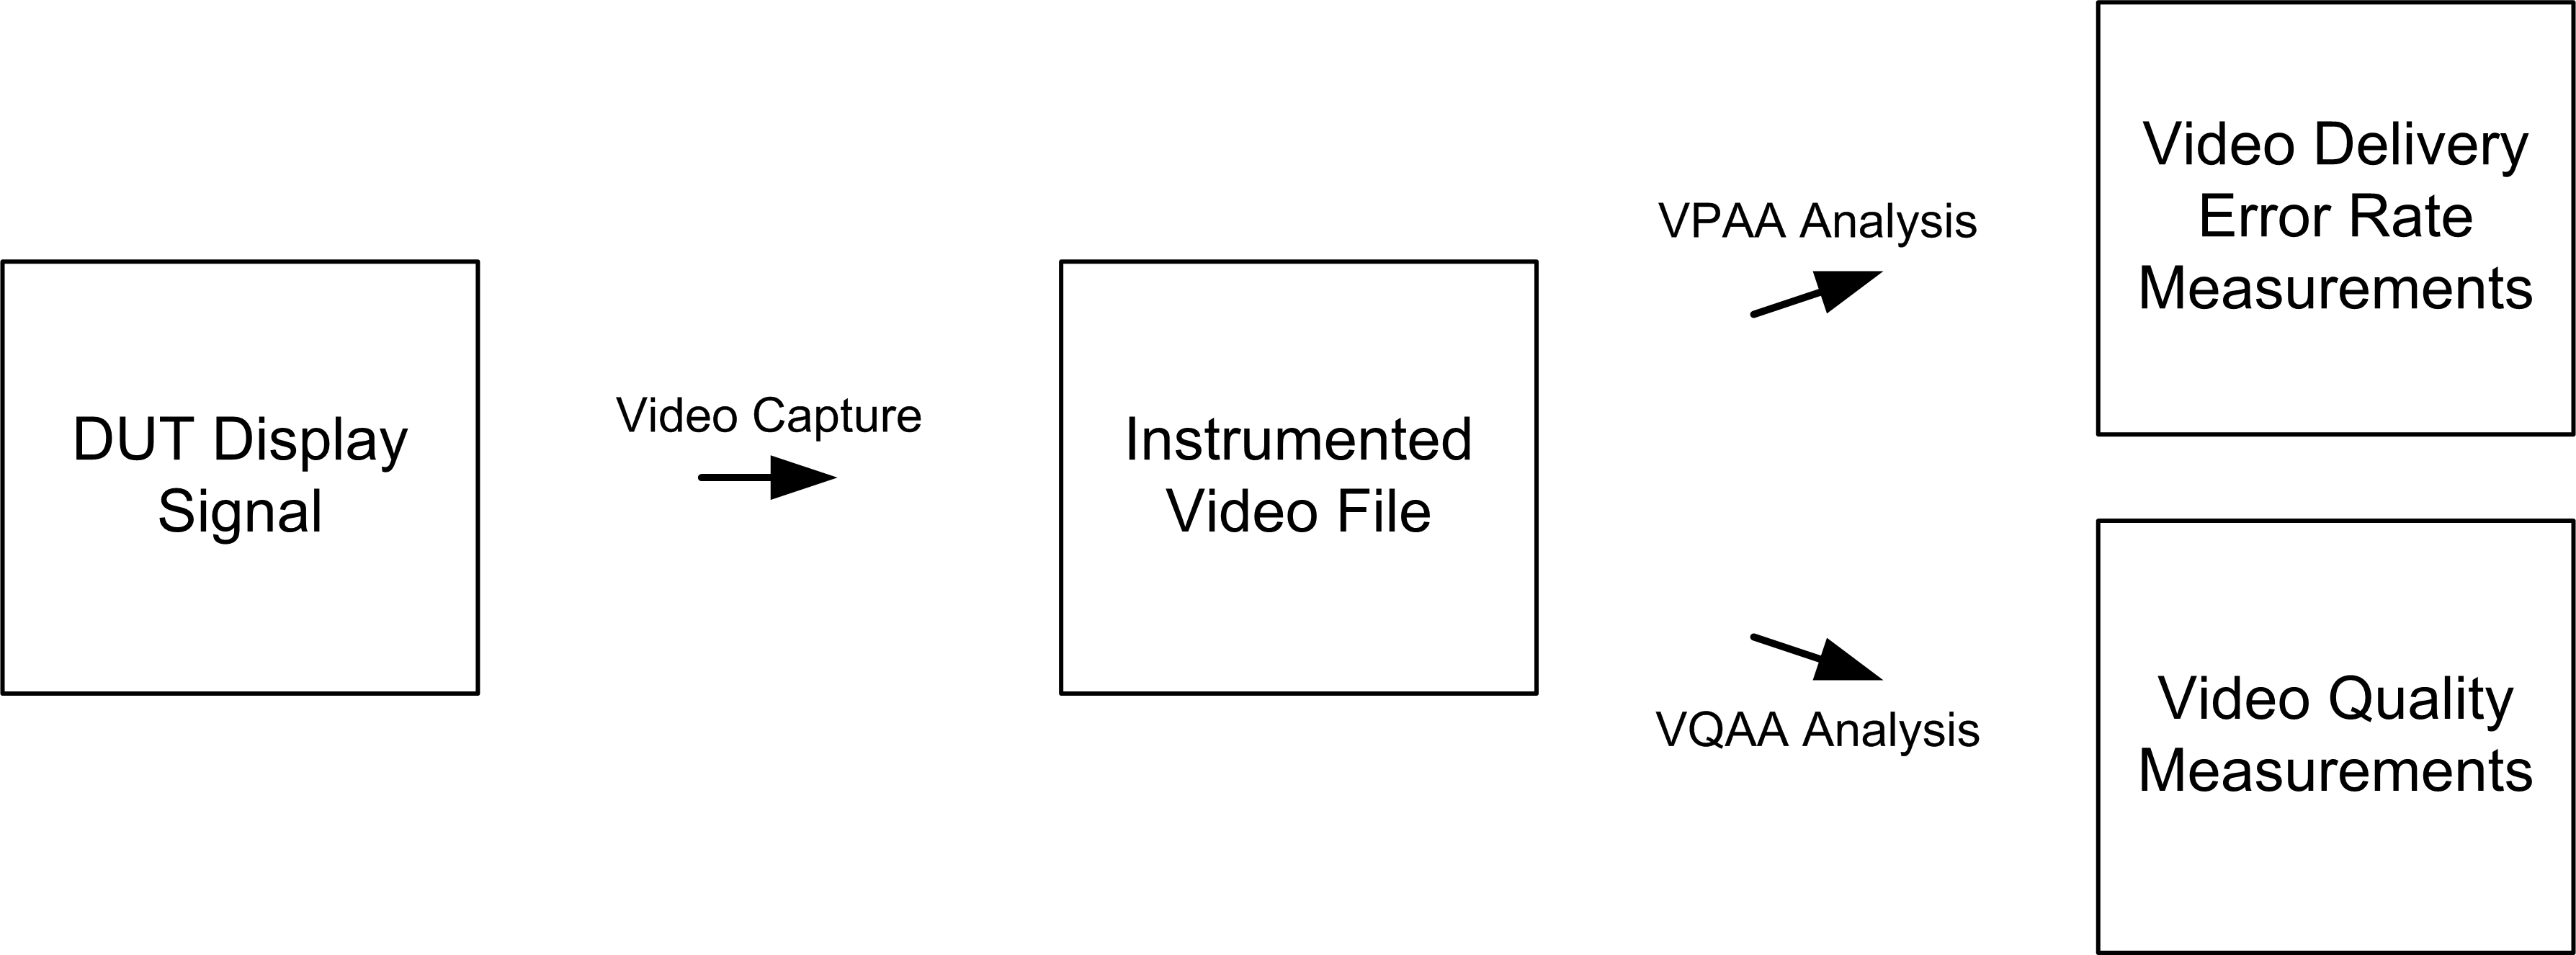 DUT Display
Signal
Video Capture
Instrumented
Video File
VPAA Analysis
Video Delivery
Error Rate
Measurements
VQAA Analysis
Video Quality
Measurements